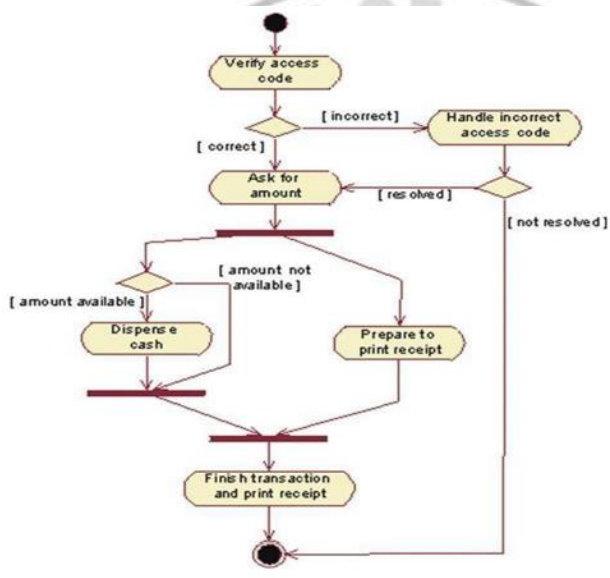 Verify access
code
[ incorrect ]
Handle incorrect
access code
[ correct ]
Ask for
amount
[ resolved ]
[ not resolved ]
[ amount not
available ]
[ amount available ]
Dispense
cash
Prepare to
print receipt
Finish transaction
and print receipt